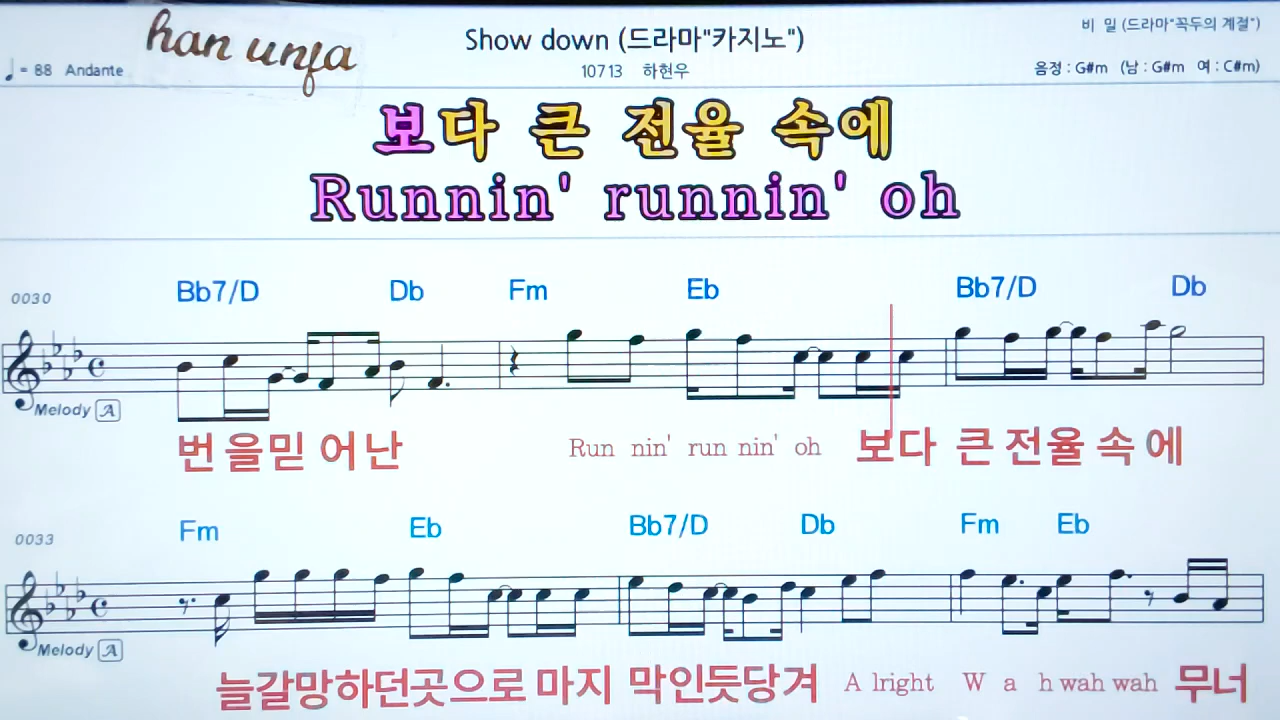 han unfa
Show down (드라마"카지노")
비 밀 (드라마"꼭두의 계절")
♩= 88 Andante
10713 하현우
음정 : G#m (남 : G#m 여 : C#m)
보다 큰 전율 속에
Runnin' runnin' oh
0030
Bb7/D Db Fm Eb Bb7/D Db
Melody A
번 을믿 어난 Run nin' run nin' oh 보다 큰 전율 속 에
0033
Fm Eb Bb7/D Db Fm Eb
Melody A
늘갈망하던곳으로 마지 막인듯당겨 A lright W a h wah wah 무너